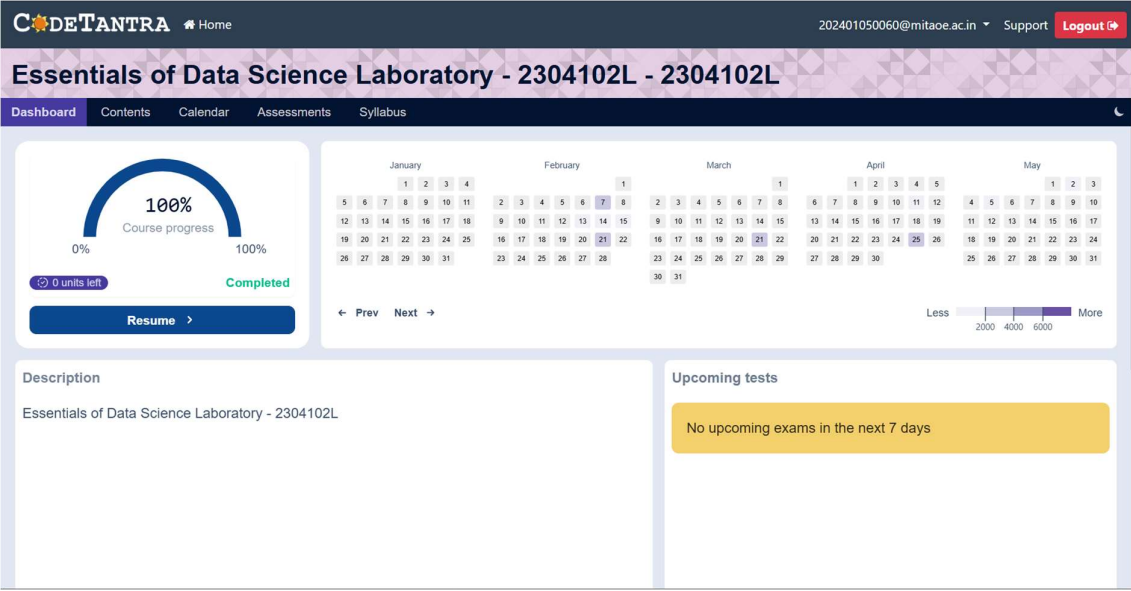 CODETANTRA Home 202401050060@mitaoe.ac.in Support Logout
Essentials of Data Science Laboratory - 2304102L - 2304102L
Dashboard Contents Calendar Assessments Syllabus
100%
Course progress
0% 100%
0 units left Completed
Resume
January
1 2 3 4
5 6 7 8 9 10 11
12 13 14 15 16 17 18
19 20 21 22 23 24 25
26 27 28 29 30 31
February
1
2 3 4 5 6 7 8
9 10 11 12 13 14 15
16 17 18 19 20 21 22
23 24 25 26 27 28
March
1
2 3 4 5 6 7 8
9 10 11 12 13 14 15
16 17 18 19 20 21 22
23 24 25 26 27 28 29
30 31
April
1 2 3 4 5
6 7 8 9 10 11 12
13 14 15 16 17 18 19
20 21 22 23 24 25 26
27 28 29 30
May
1 2 3
4 5 6 7 8 9 10
11 12 13 14 15 16 17
18 19 20 21 22 23 24
25 26 27 28 29 30 31
← Prev Next →
Less More
2000 4000 6000
Description
Essentials of Data Science Laboratory - 2304102L
Upcoming tests
No upcoming exams in the next 7 days